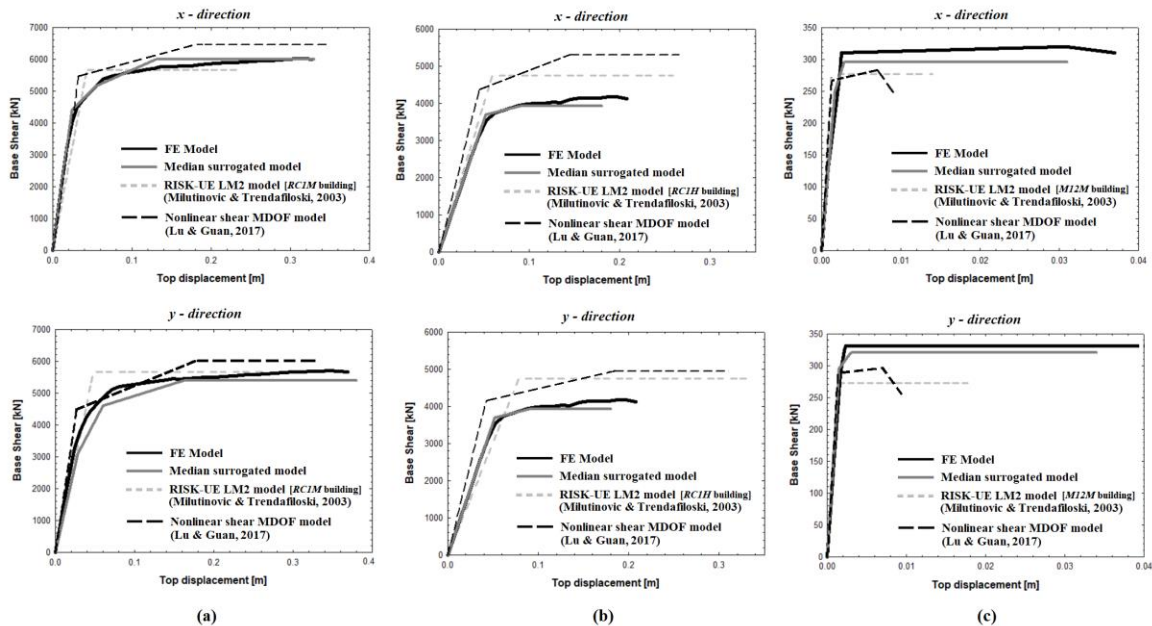 x - direction
7000
6000
5000
4000
3000
2000
1000
0
Base Shear [kN]
FE Model
Median surrogated model
RISK-UE LM2 model [RC1M building]
(Milutinovic & Trendafiloski, 2003)
Nonlinear shear MDOF model
(Lu & Guan, 2017)
0.0 0.1 0.2 0.3 0.4
Top displacement [m]
x - direction
6000
5000
4000
3000
2000
1000
0
Base Shear [kN]
FE Model
Median surrogated model
RISK-UE LM2 model [RC1H building]
(Milutinovic & Trendafiloski, 2003)
Nonlinear shear MDOF model
(Lu & Guan, 2017)
0.0 0.1 0.2 0.3
Top displacement [m]
x - direction
350
300
250
200
150
100
50
0
Base Shear [kN]
FE Model
Median surrogated model
RISK-UE LM2 model [M12M building]
(Milutinovic & Trendafiloski, 2003)
Nonlinear shear MDOF model
(Lu & Guan, 2017)
0.00 0.01 0.02 0.03 0.04
Top displacement [m]
y - direction
7000
6000
5000
4000
3000
2000
1000
0
Base Shear [kN]
FE Model
Median surrogated model
RISK-UE LM2 model [RC1M building]
(Milutinovic & Trendafiloski, 2003)
Nonlinear shear MDOF model
(Lu & Guan, 2017)
0.0 0.1 0.2 0.3 0.4
Top displacement [m]
(a)
y - direction
6000
5000
4000
3000
2000
1000
0
Base Shear [kN]
FE Model
Median surrogated model
RISK-UE LM2 model [RC1H building]
(Milutinovic & Trendafiloski, 2003)
Nonlinear shear MDOF model
(Lu & Guan, 2017)
0.0 0.1 0.2 0.3
Top displacement [m]
(b)
y - direction
350
300
250
200
150
100
50
0
Base Shear [kN]
FE Model
Median surrogated model
RISK-UE LM2 model [M12M building]
(Milutinovic & Trendafiloski, 2003)
Nonlinear shear MDOF model
(Lu & Guan, 2017)
0.00 0.01 0.02 0.03 0.04
Top displacement [m]
(c)